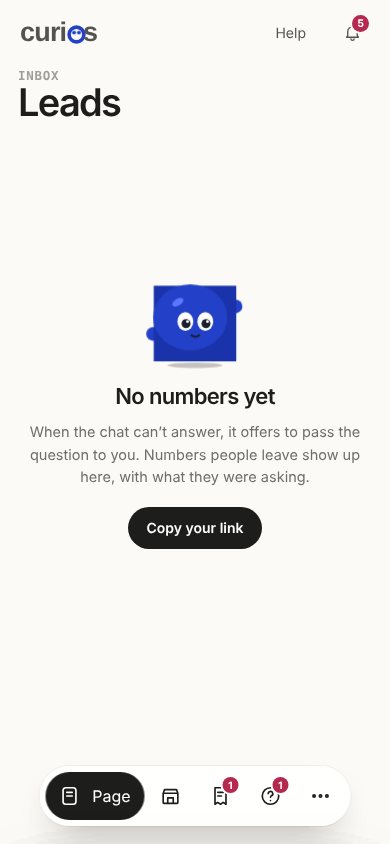 curios
Help
5
INBOX
Leads
No numbers yet
When the chat can’t answer, it offers to pass the
question to you. Numbers people leave show up
here, with what they were asking.
Copy your link
Page
1
1